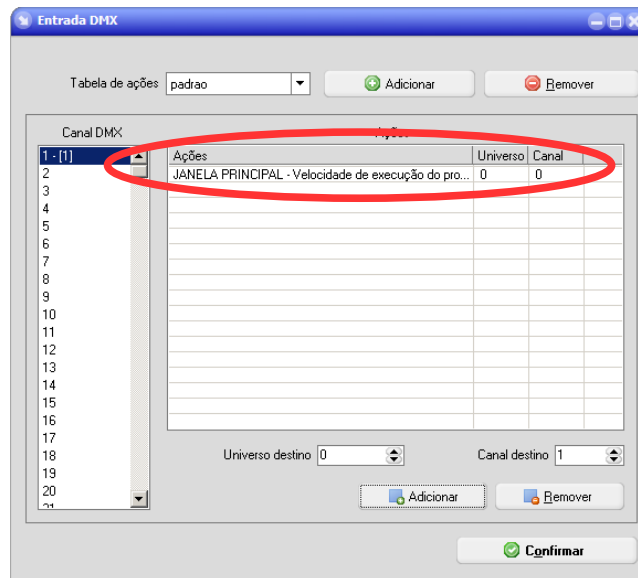 Entrada DMX
Tabela de ações padrao Adicionar Remover
Canal DMX Ações
Ações Universo Canal
JANELA PRINCIPAL - Velocidade de execução do pro... 0 0
1 - [1]
2
3
4
5
6
7
8
9
10
11
12
13
14
15
16
17
18
19
20
21
Universo destino 0 Canal destino 1
Adicionar Remover
Confirmar